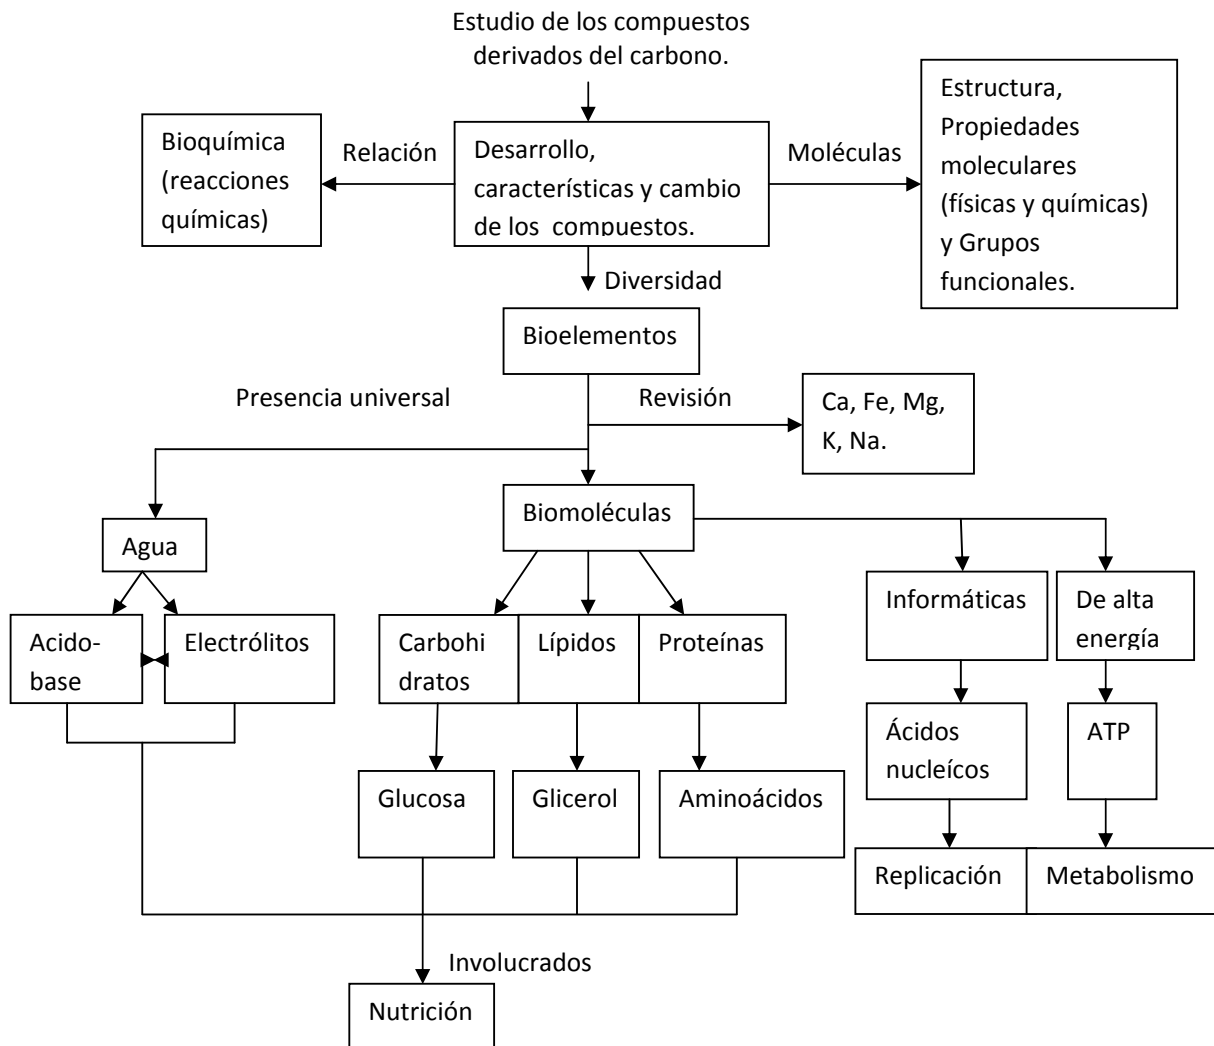 Estudio de los compuestos
derivados del carbono.
Bioquímica
(reacciones
químicas)
Relación
Desarrollo,
características y cambio
de los compuestos.
Moléculas
Estructura,
Propiedades
moleculares
(físicas y químicas)
y Grupos
funcionales.
Diversidad
Bioelementos
Presencia universal
Revisión
Ca, Fe, Mg,
K, Na.
Biomoléculas
Agua
Informáticas
De alta
energía
Acido-
base
Electrólitos
Carbohi
dratos
Lípidos
Proteínas
Ácidos
nucleícos
ATP
Glucosa
Glicerol
Aminoácidos
Replicación
Metabolismo
Involucrados
Nutrición